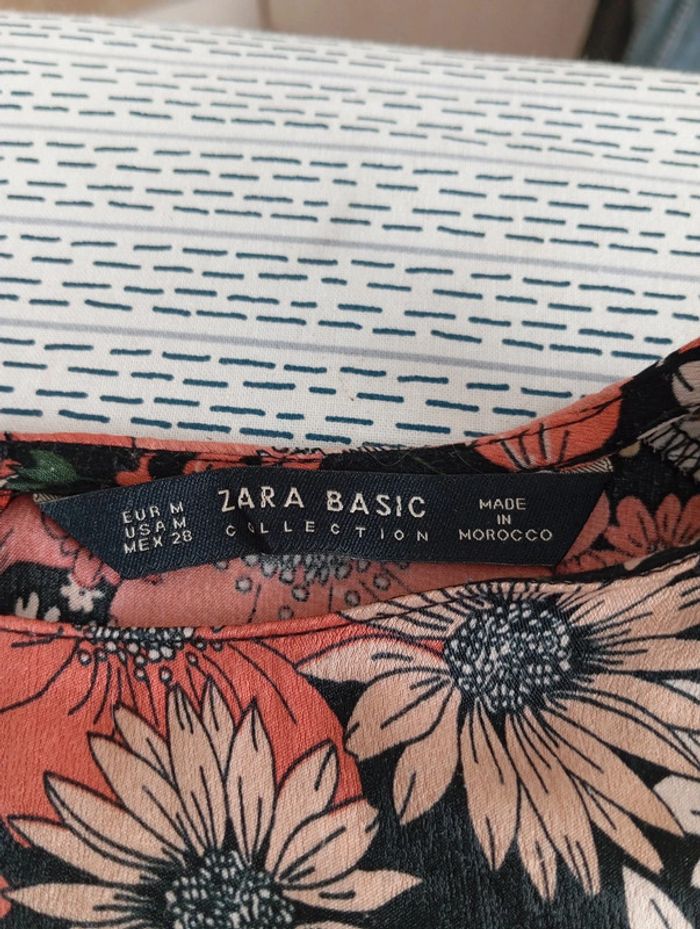 EUR M
USA M
MEX 28
ZARA BASIC
COLLECTION
MADE
IN
MOROCCO